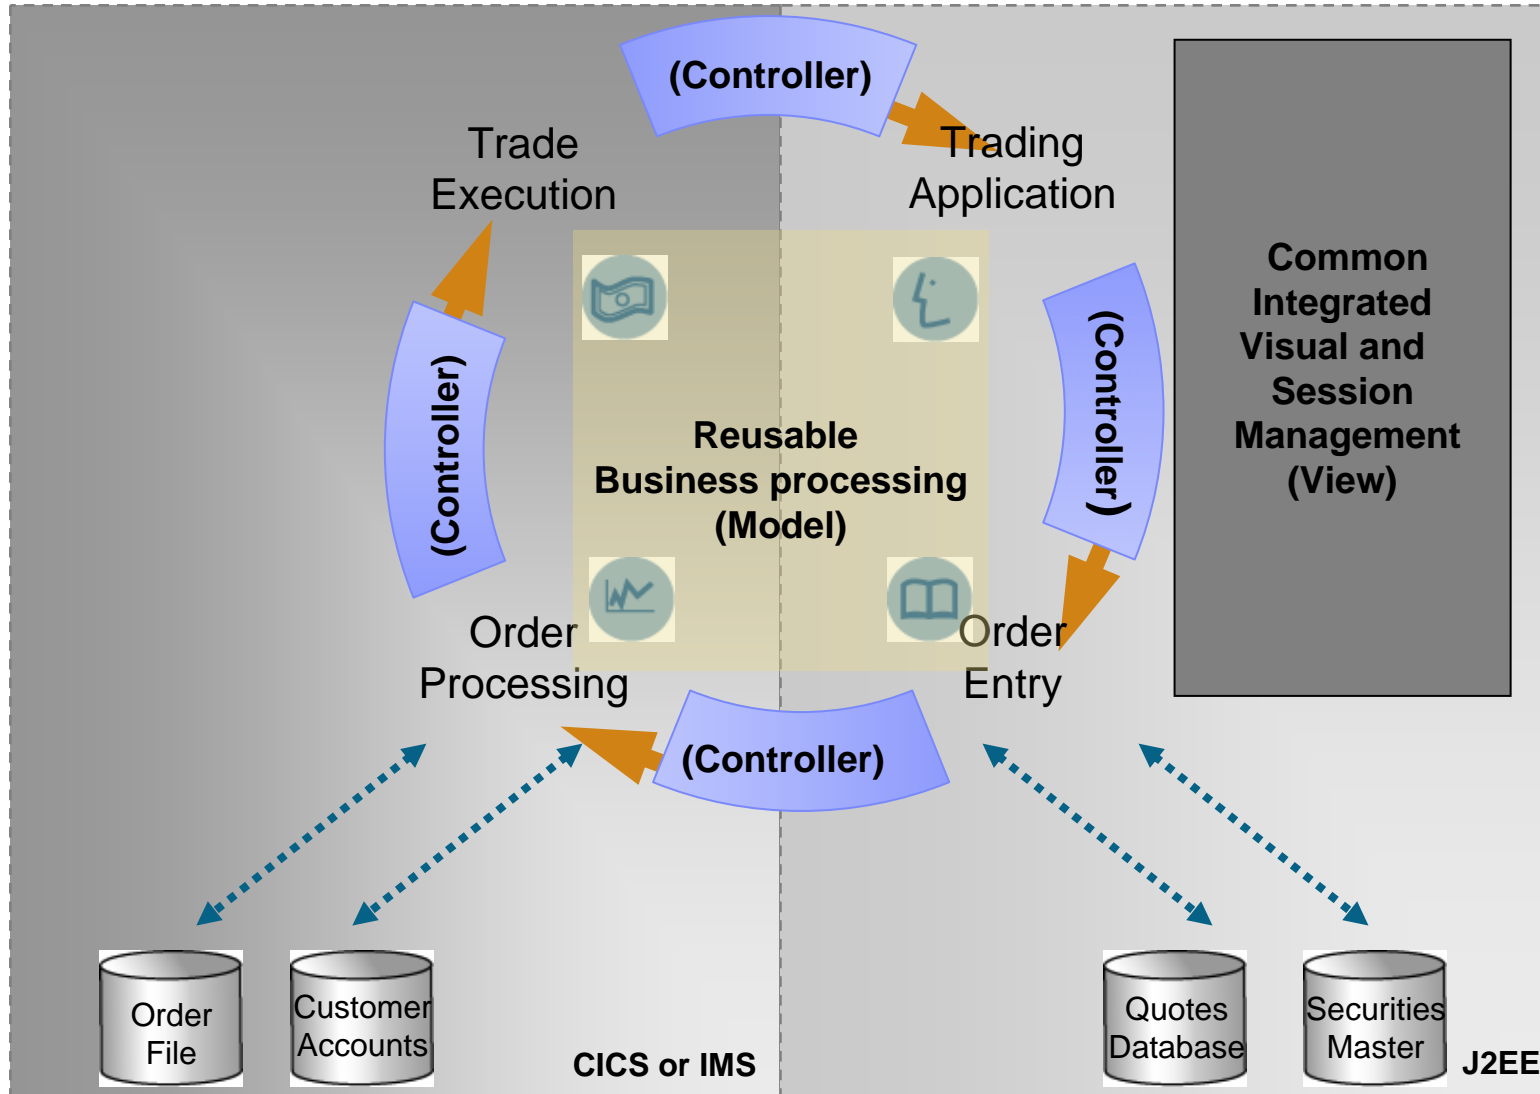 (Controller)
Trade
Execution
Trading
Application
Common
Integrated
Visual and
Session
Management
(View)
(Controller)
(Controller)
Reusable
Business processing
(Model)
Order
Processing
Order
Entry
(Controller)
Order
File
Customer
Accounts
CICS or IMS
Quotes
Database
Securities
Master
J2EE